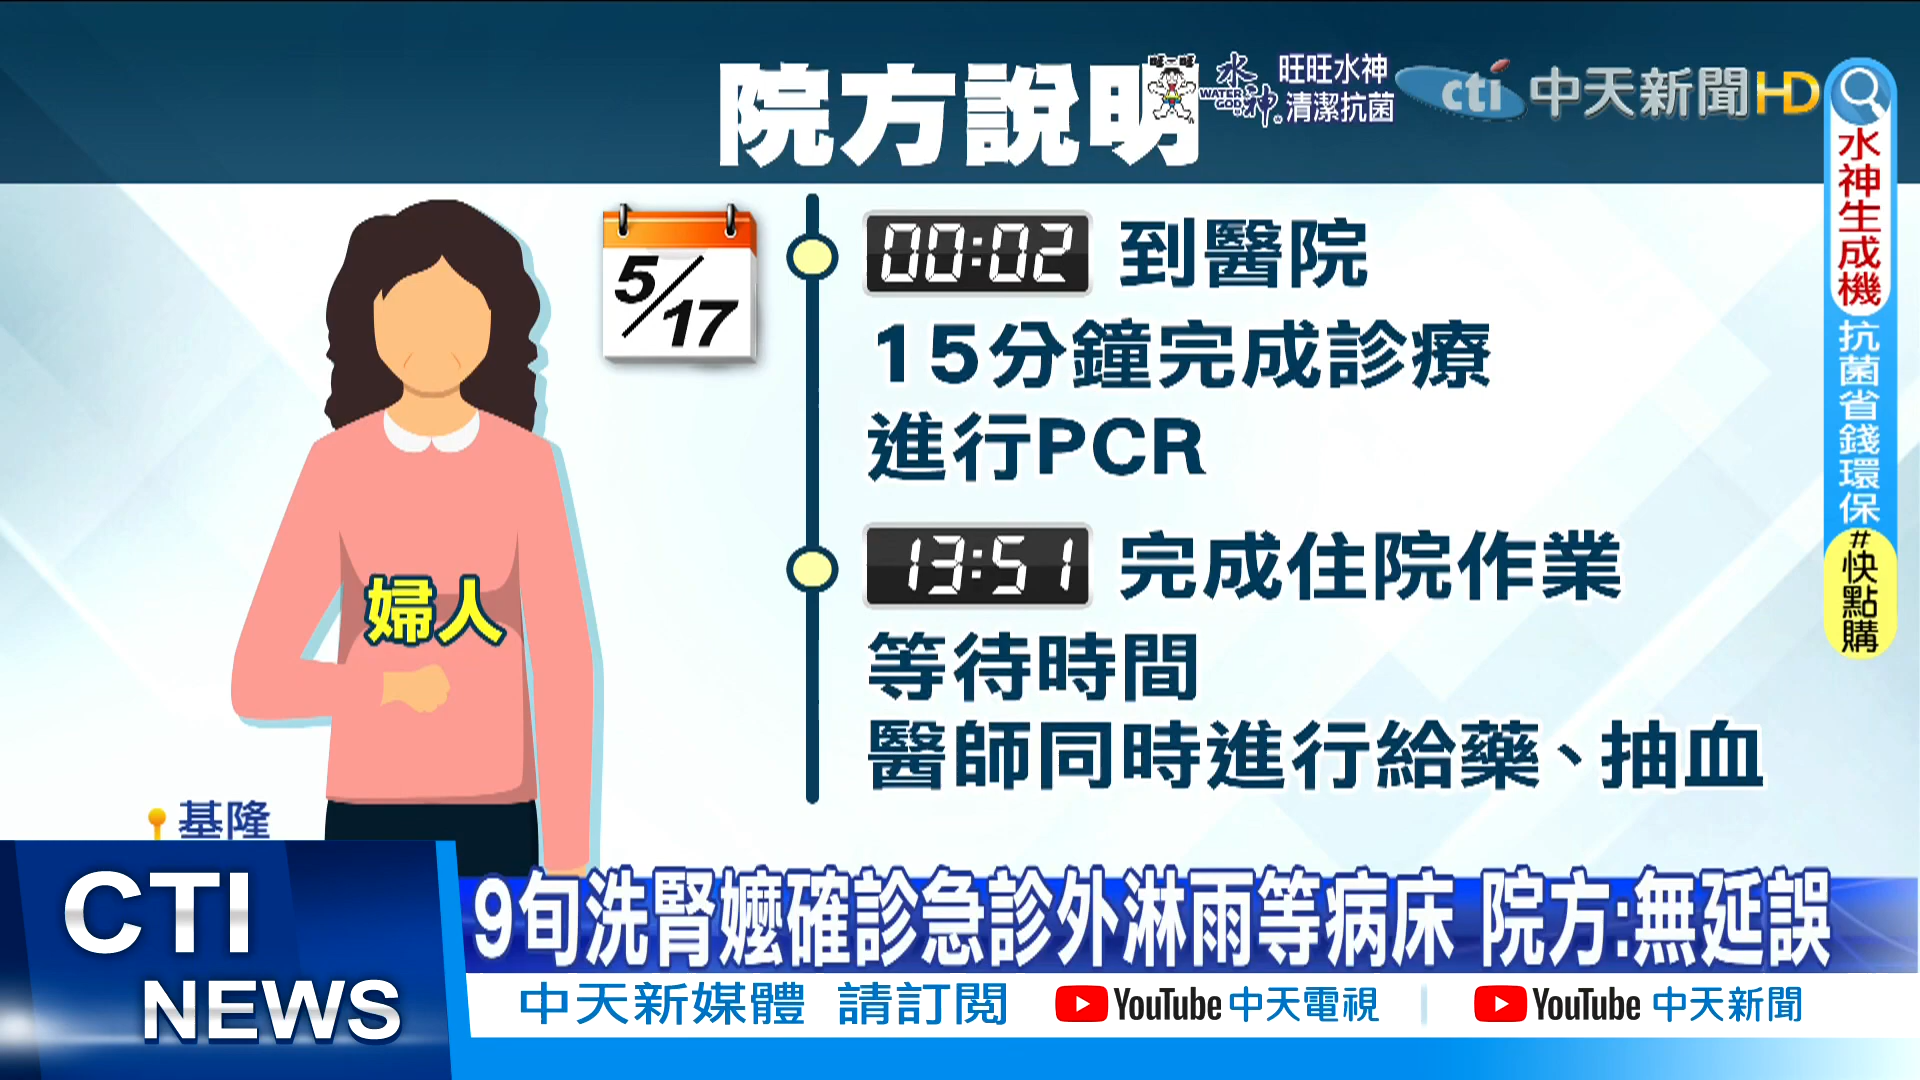 院方說明
旺旺水神
清潔抗菌
水神
WATER GOD
cti 中天新聞HD
水神生成機
抗菌省錢環保
#快點購
5/17
00:02 到醫院
15分鐘完成診療
進行PCR
13:51 完成住院作業
等待時間
醫師同時進行給藥、抽血
婦人
基隆
CTI NEWS
9旬洗腎嬤確診急診外淋雨等病床 院方:無延誤
中天新媒體 請訂閱 YouTube 中天電視 | YouTube 中天新聞